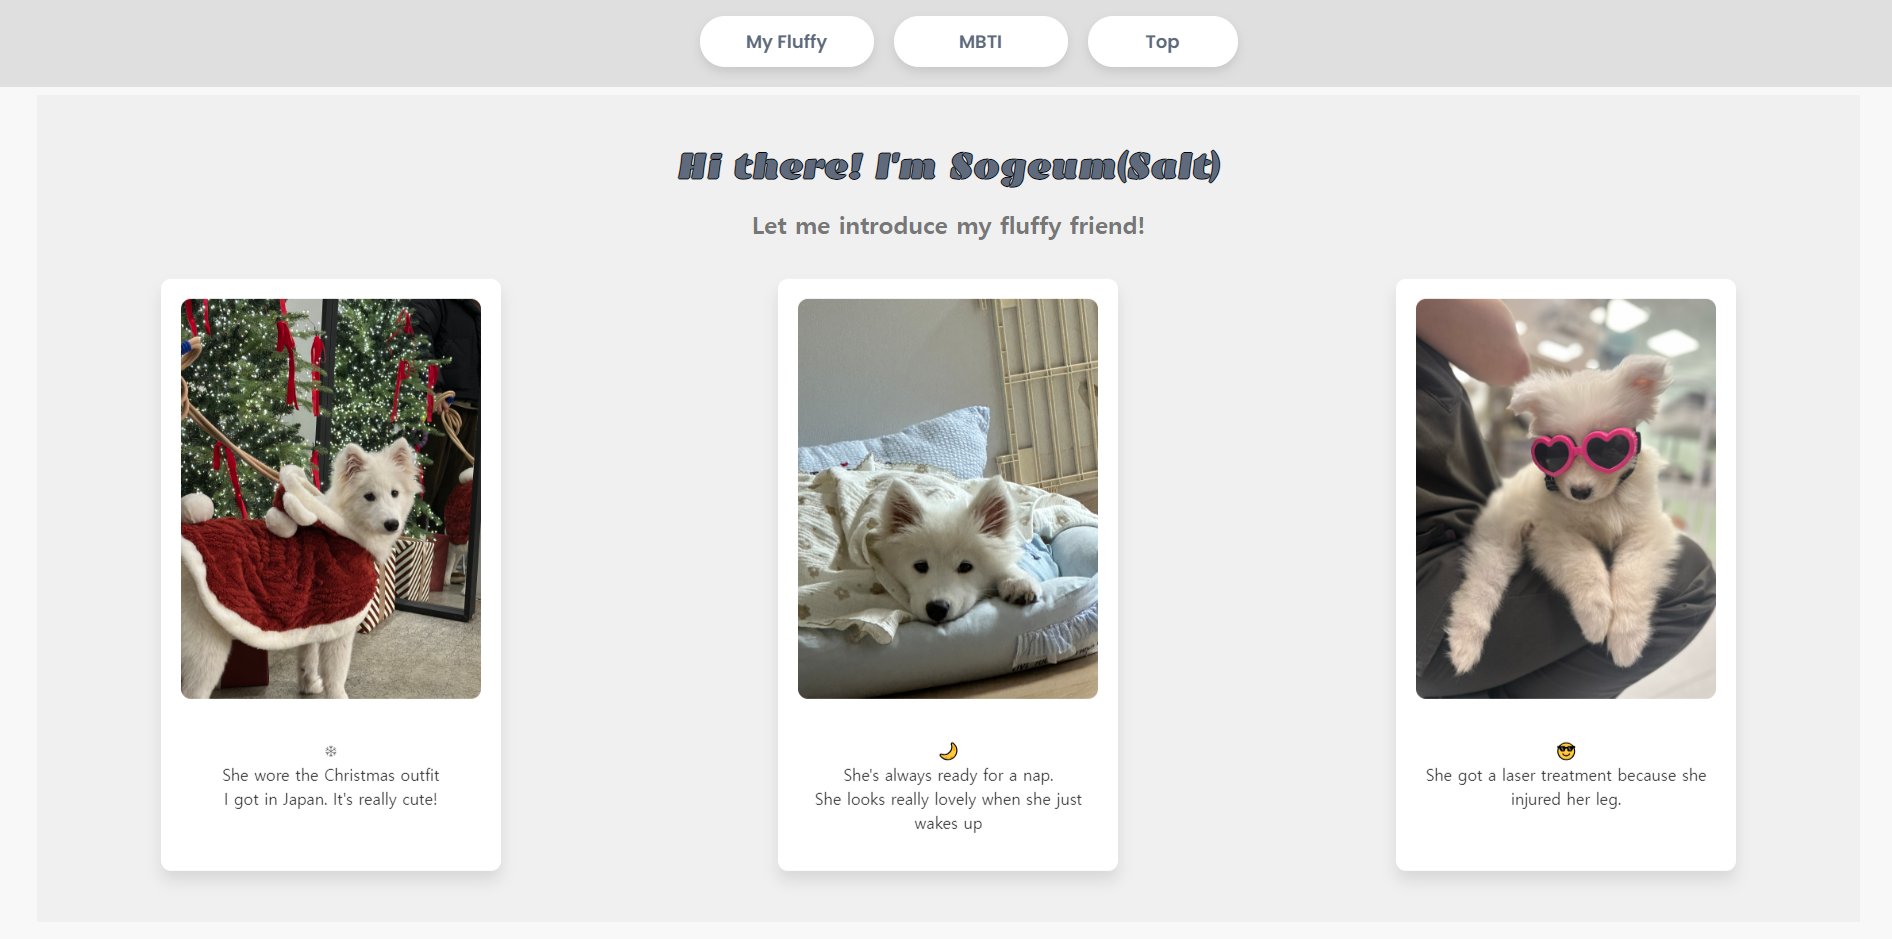 My Fluffy
MBTI
Top
Hi there! I'm Sogeum(Salt)
Let me introduce my fluffy friend!
❄
She wore the Christmas outfit
I got in Japan. It's really cute!
🌙
She's always ready for a nap.
She looks really lovely when she just
wakes up
😎
She got a laser treatment because she
injured her leg.